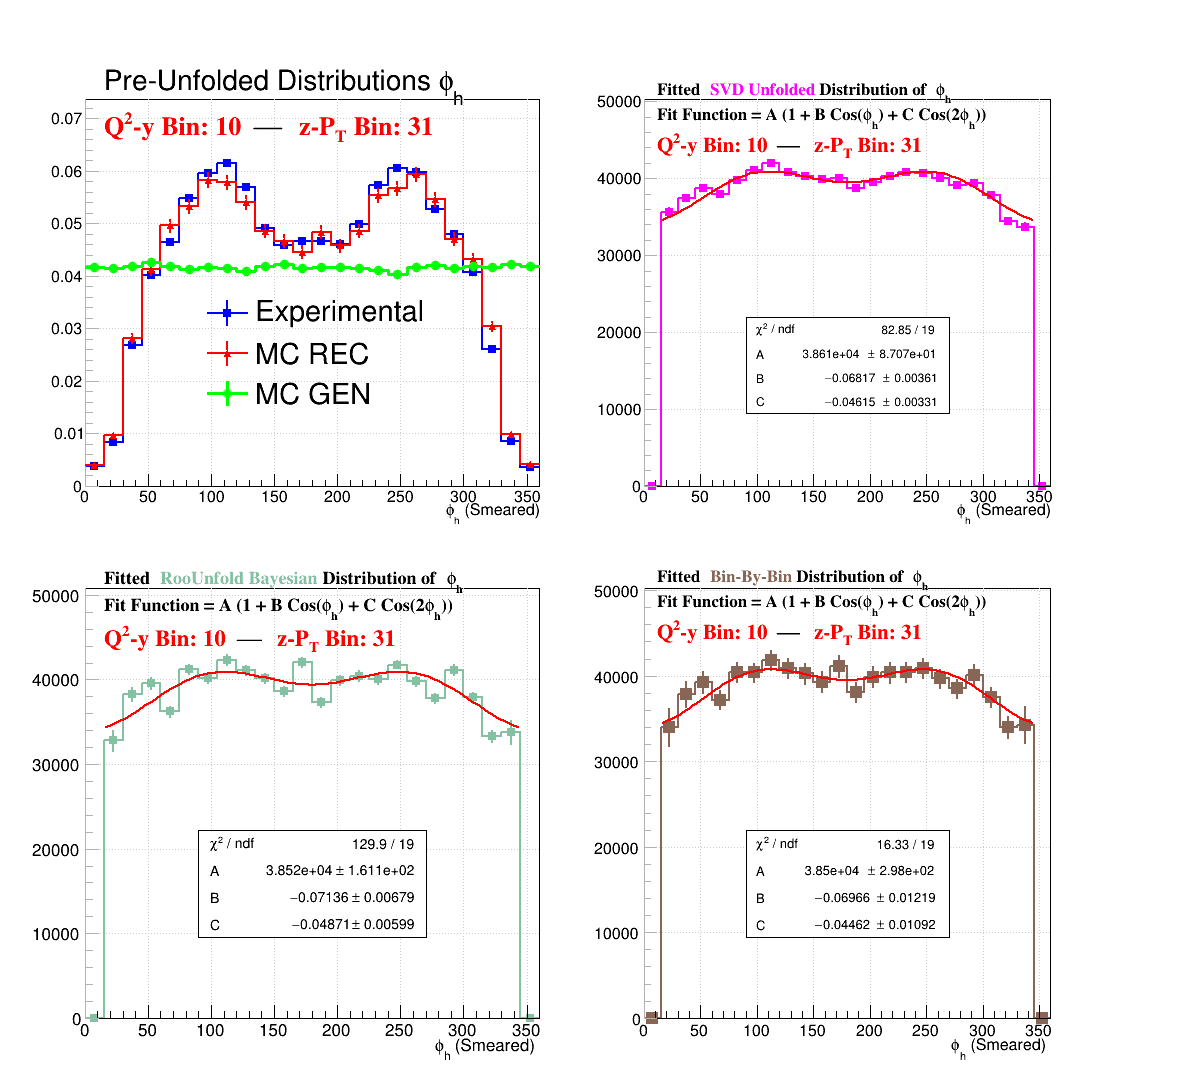 Pre-Unfolded Distributions ϕh
Q2-y Bin: 10 — z-PT Bin: 31
0.07
0.06
0.05
0.04
0.03
0.02
0.01
0
Experimental
MC REC
MC GEN
0 50 100 150 200 250 300 350
ϕh (Smeared)
Fitted SVD Unfolded Distribution of ϕh
Fit Function = A (1 + B Cos(ϕh) + C Cos(2ϕh))
Q2-y Bin: 10 — z-PT Bin: 31
50000
40000
30000
20000
10000
0
χ2 / ndf 82.85 / 19
A 3.861e+04 ± 8.707e+01
B −0.06817 ± 0.00361
C −0.04615 ± 0.00331
0 50 100 150 200 250 300 350
ϕh (Smeared)
Fitted RooUnfold Bayesian Distribution of ϕh
Fit Function = A (1 + B Cos(ϕh) + C Cos(2ϕh))
Q2-y Bin: 10 — z-PT Bin: 31
50000
40000
30000
20000
10000
0
χ2 / ndf 129.9 / 19
A 3.852e+04 ± 1.611e+02
B −0.07136 ± 0.00679
C −0.04871 ± 0.00599
0 50 100 150 200 250 300 350
ϕh (Smeared)
Fitted Bin-By-Bin Distribution of ϕh
Fit Function = A (1 + B Cos(ϕh) + C Cos(2ϕh))
Q2-y Bin: 10 — z-PT Bin: 31
50000
40000
30000
20000
10000
0
χ2 / ndf 16.33 / 19
A 3.85e+04 ± 2.98e+02
B −0.06966 ± 0.01219
C −0.04462 ± 0.01092
0 50 100 150 200 250 300 350
ϕh (Smeared)